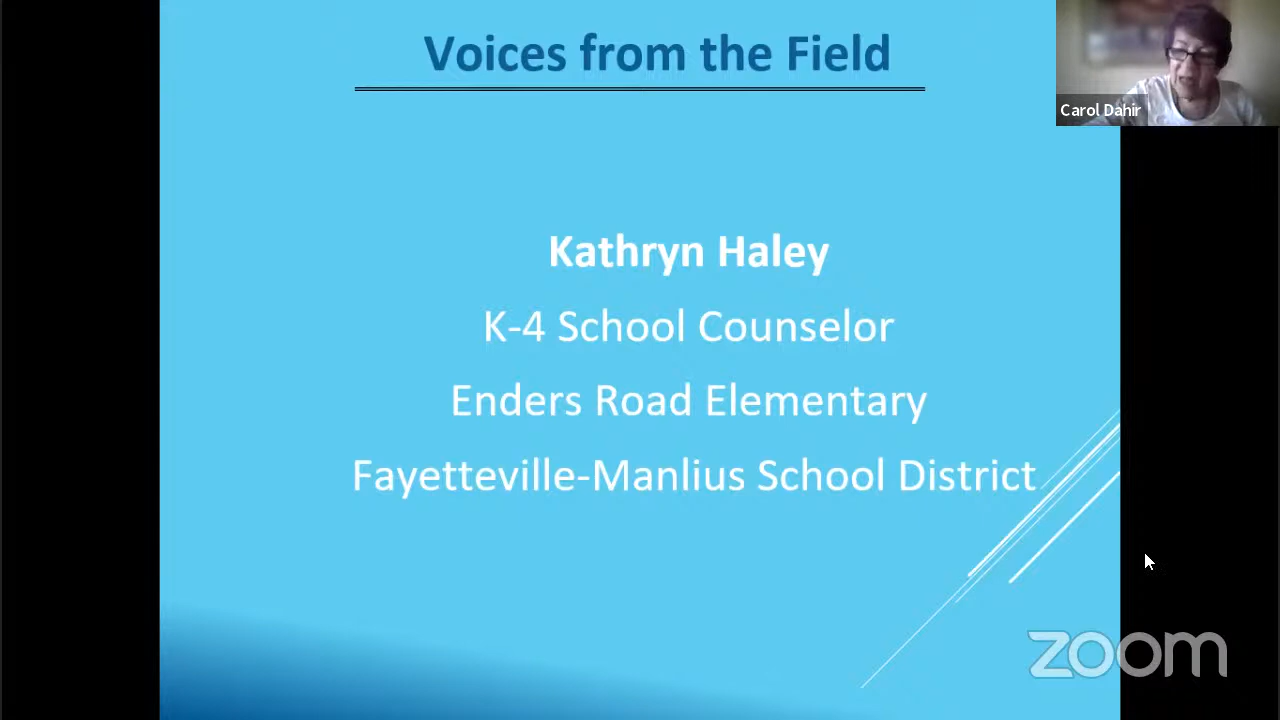 Voices from the Field
Carol Dahir
Kathryn Haley
K-4 School Counselor
Enders Road Elementary
Fayetteville-Manlius School District
zoom